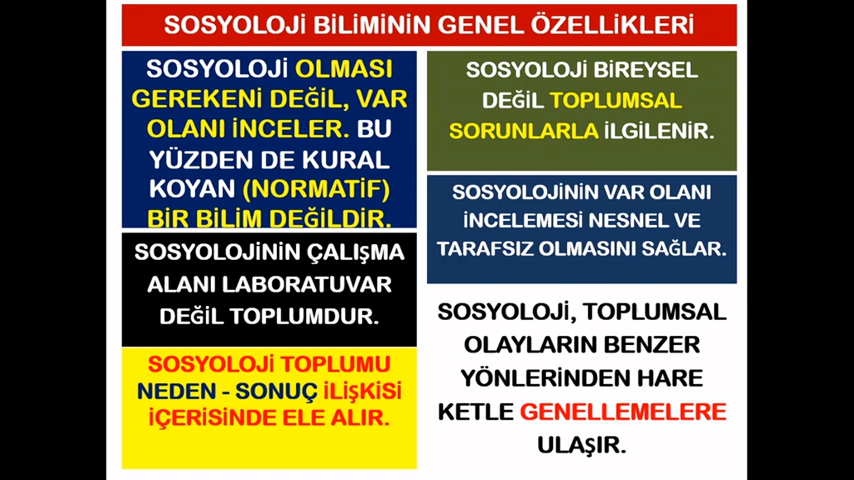 SOSYOLOJİ BİLİMİNİN GENEL ÖZELLİKLERİ
SOSYOLOJİ OLMASI
GEREKENİ DEĞİL, VAR
OLANI İNCELER. BU
YÜZDEN DE KURAL
KOYAN (NORMATİF)
BİR BİLİM DEĞİLDİR.
SOSYOLOJİNİN ÇALIŞMA
ALANI LABORATUVAR
DEĞİL TOPLUMDUR.
SOSYOLOJİ TOPLUMU
NEDEN - SONUÇ İLİŞKİSİ
İÇERİSİNDE ELE ALIR.
SOSYOLOJİ BİREYSEL
DEĞİL TOPLUMSAL
SORUNLARLA İLGİLENİR.
SOSYOLOJİNİN VAR OLANI
İNCELEMESİ NESNEL VE
TARAFSIZ OLMASINI SAĞLAR.
SOSYOLOJİ, TOPLUMSAL
OLAYLARIN BENZER
YÖNLERİNDEN HARE
KETLE GENELLEMELERE
ULAŞIR.